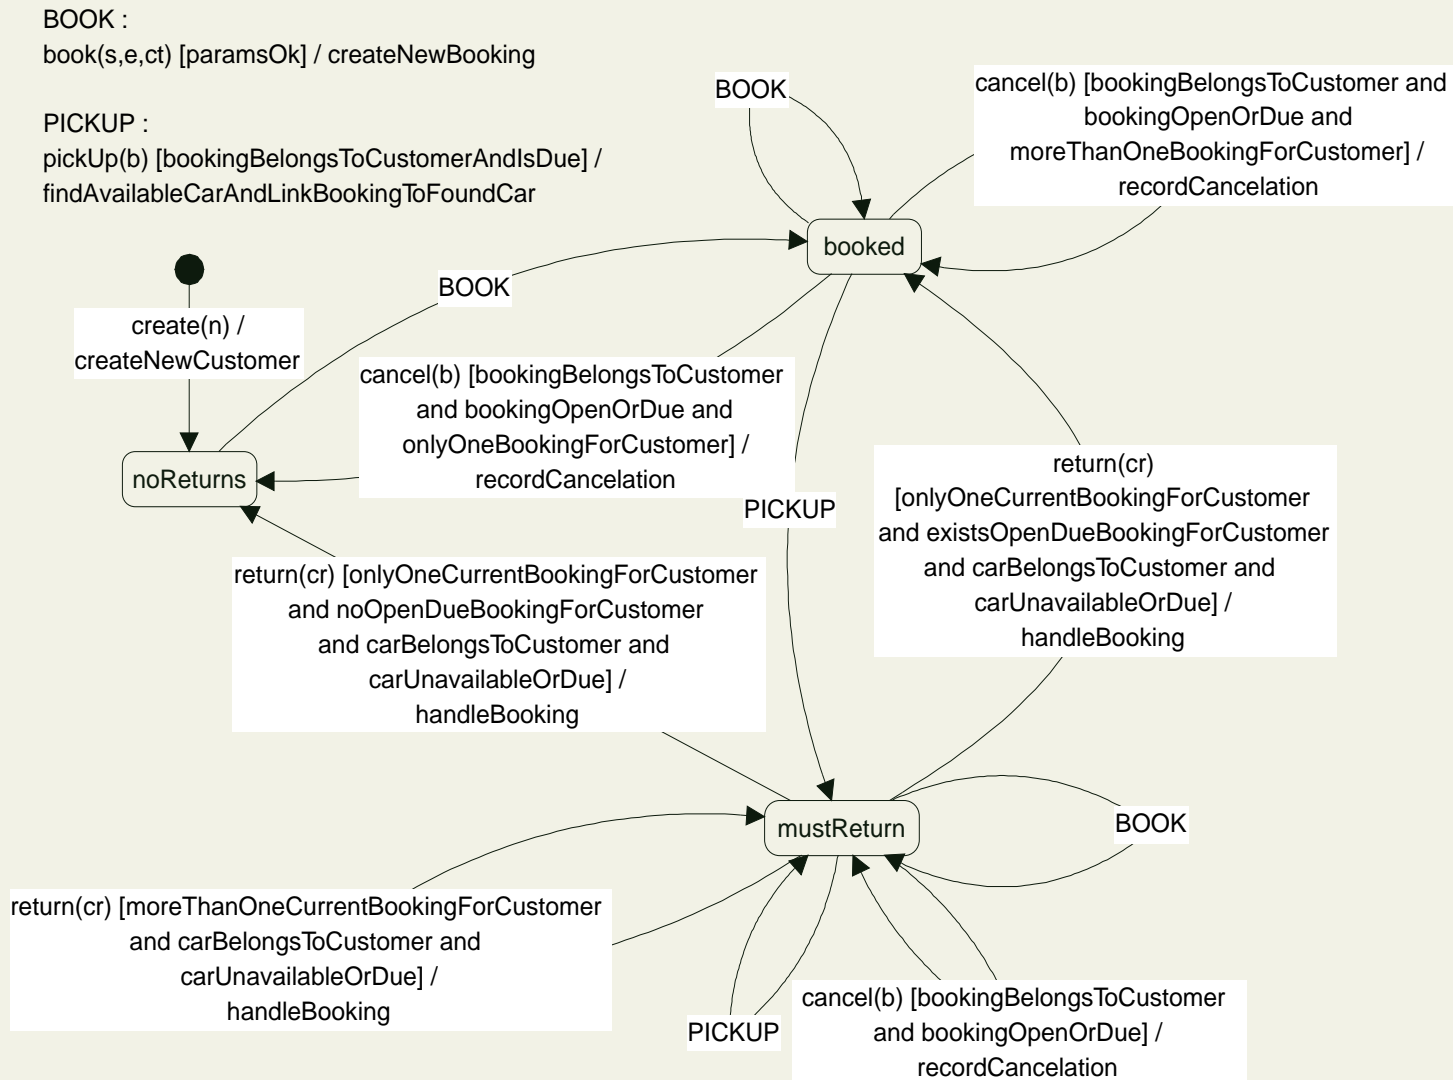 BOOK :
book(s,e,ct) [paramsOk] / createNewBooking
PICKUP :
pickUp(b) [bookingBelongsToCustomerAndIsDue] /
findAvailableCarAndLinkBookingToFoundCar
BOOK
cancel(b) [bookingBelongsToCustomer and
bookingOpenOrDue and
moreThanOneBookingForCustomer] /
recordCancelation
booked
BOOK
create(n) /
createNewCustomer
cancel(b) [bookingBelongsToCustomer
and bookingOpenOrDue and
onlyOneBookingForCustomer] /
recordCancelation
noReturns
PICKUP
return(cr)
[onlyOneCurrentBookingForCustomer
and existsOpenDueBookingForCustomer
and carBelongsToCustomer and
carUnavailableOrDue] /
handleBooking
return(cr) [onlyOneCurrentBookingForCustomer
and noOpenDueBookingForCustomer
and carBelongsToCustomer and
carUnavailableOrDue] /
handleBooking
mustReturn
BOOK
return(cr) [moreThanOneCurrentBookingForCustomer
and carBelongsToCustomer and
carUnavailableOrDue] /
handleBooking
PICKUP
cancel(b) [bookingBelongsToCustomer
and bookingOpenOrDue] /
recordCancelation